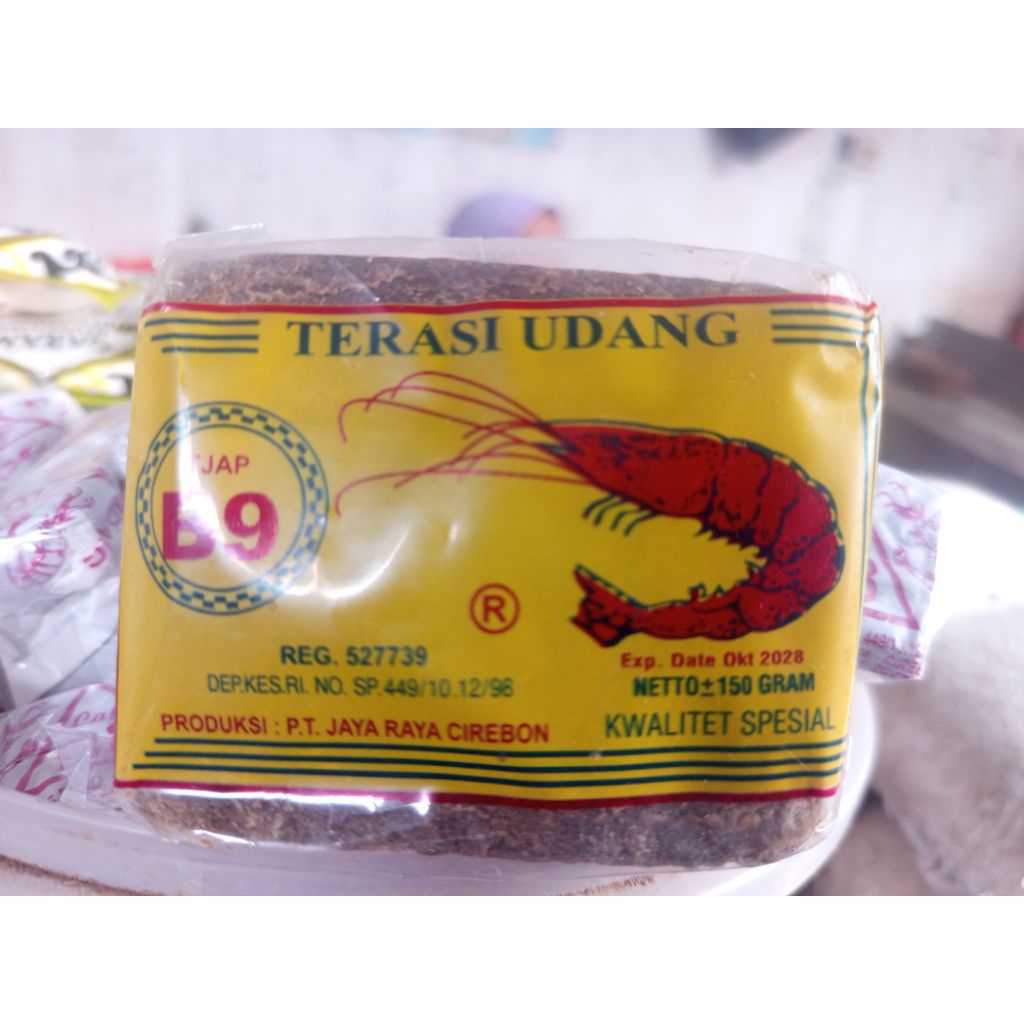 TERASI UDANG
TJAP
B9
®
REG. 527739
DEP.KES.RI. NO. SP.449/10.12/96
PRODUKSI : P.T. JAYA RAYA CIREBON
Exp. Date Okt 2028
NETTO±150 GRAM
KWALITET SPESIAL